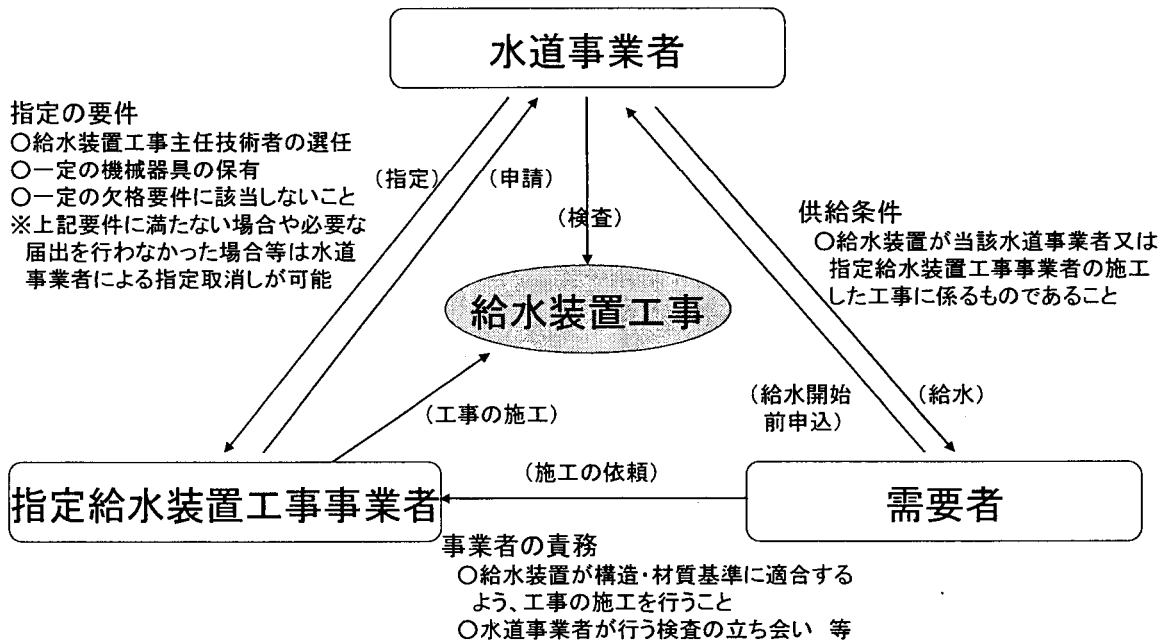 水道事業者
指定の要件
○給水装置工事主任技術者の選任
○一定の機械器具の保有
○一定の欠格要件に該当しないこと
※上記要件に満たない場合や必要な
届出を行わなかった場合等は水道
事業者による指定取消しが可能
（指定）
（申請）
（検査）
供給条件
○給水装置が当該水道事業者又は
指定給水装置工事事業者の施工
した工事に係るものであること
給水装置工事
（工事の施工）
（給水開始
前申込）
（給水）
指定給水装置工事事業者
（施工の依頼）
需要者
事業者の責務
○給水装置が構造・材質基準に適合する
よう、工事の施工を行うこと
○水道事業者が行う検査の立ち会い　等